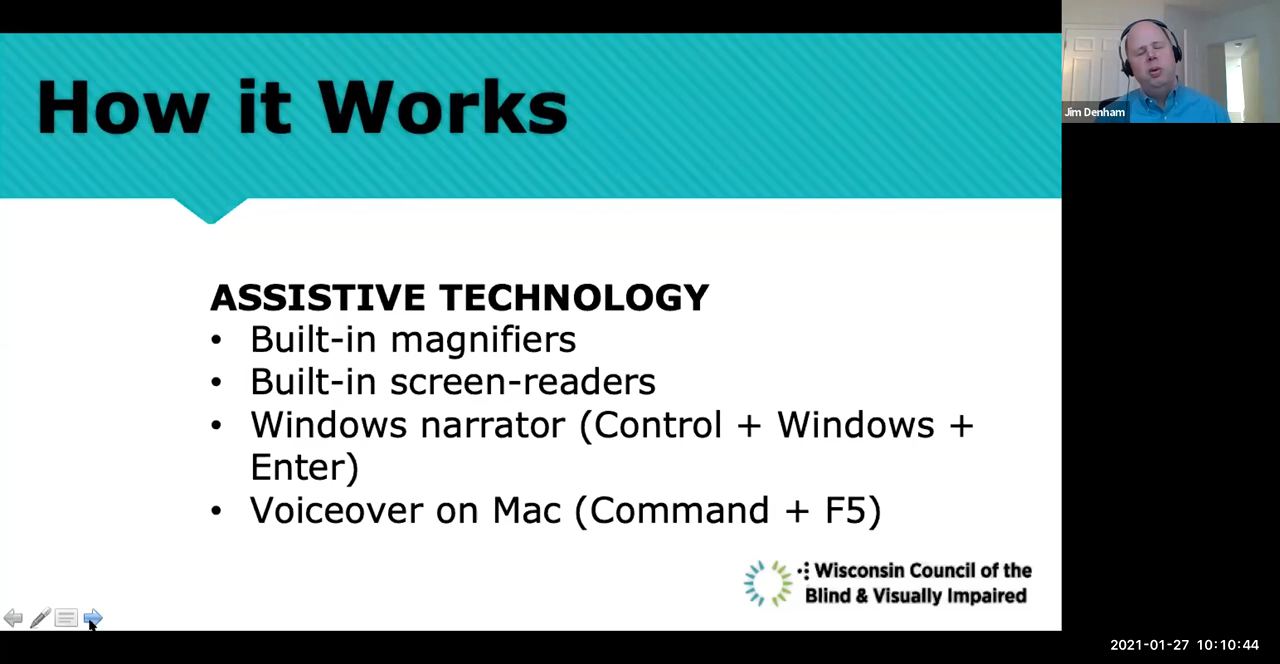 How it Works
Jim Denham
ASSISTIVE TECHNOLOGY
• Built-in magnifiers
• Built-in screen-readers
• Windows narrator (Control + Windows +
Enter)
• Voiceover on Mac (Command + F5)
Wisconsin Council of the
Blind & Visually Impaired
2021-01-27 10:10:44